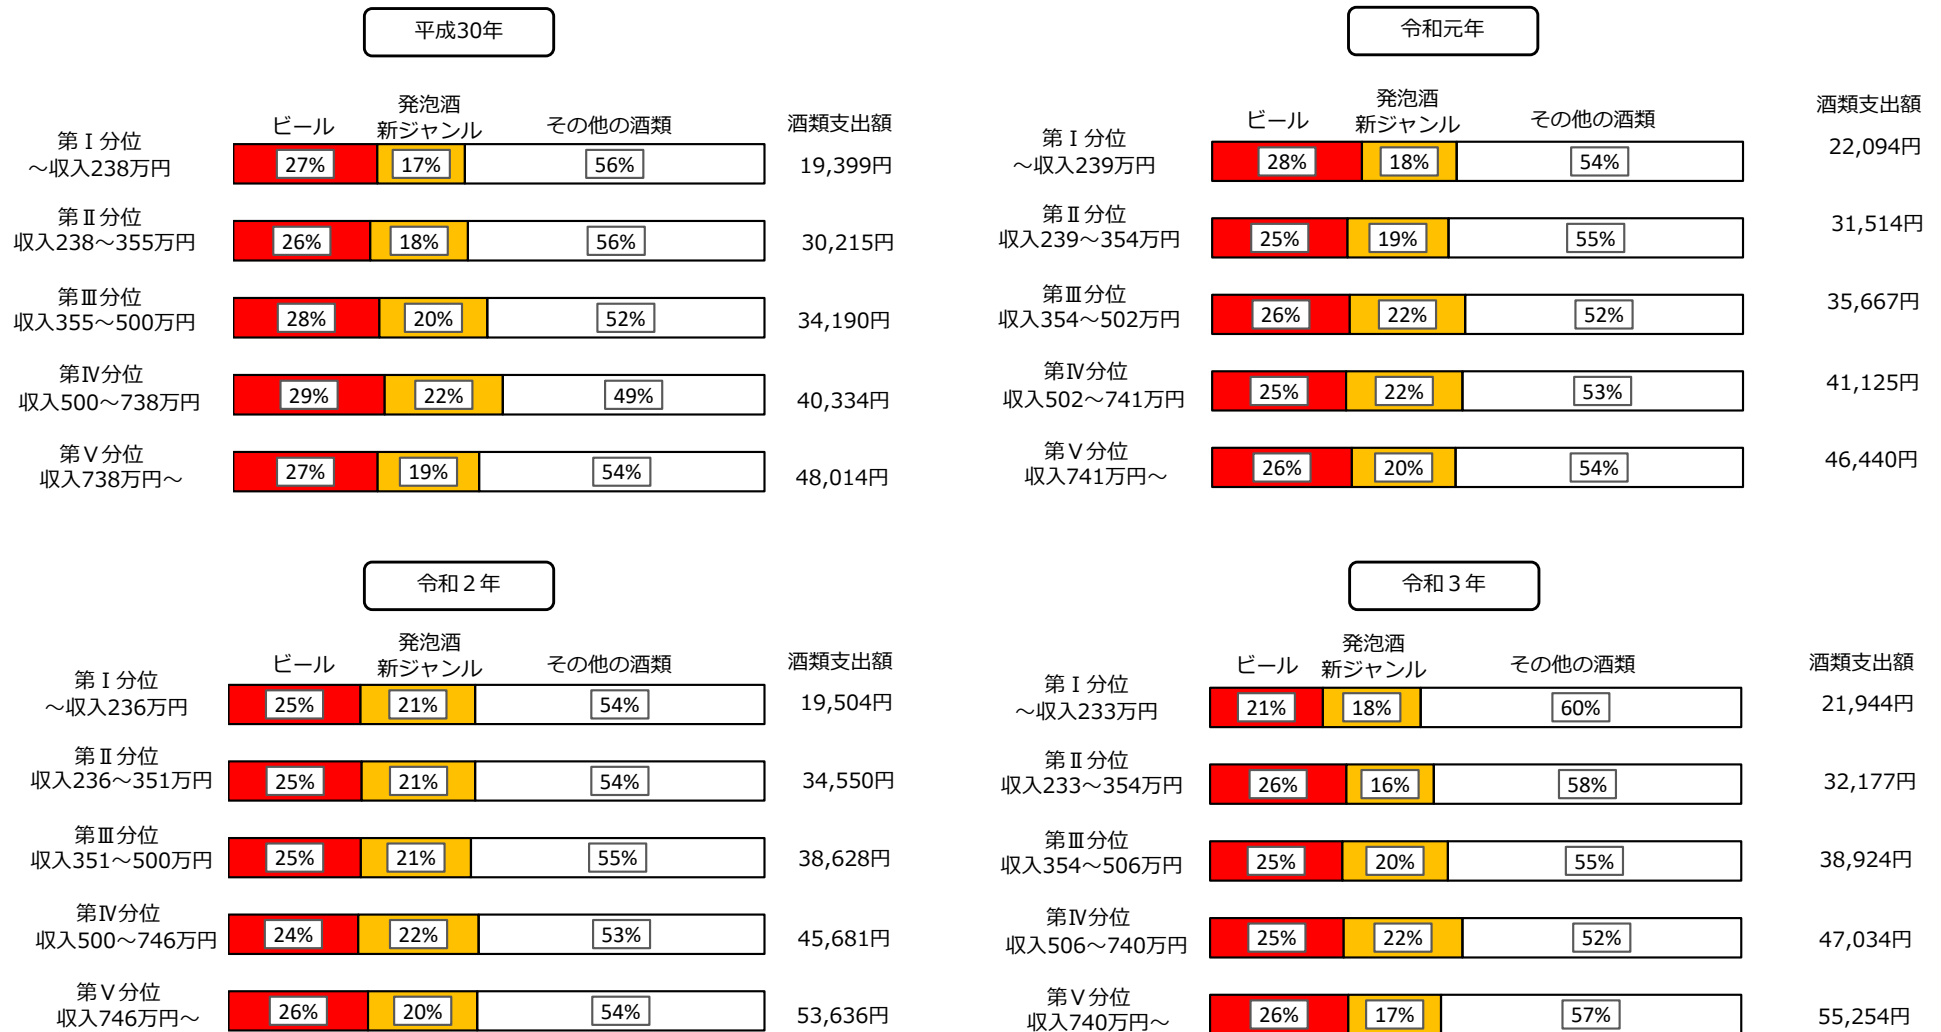 平成30年
ビール
発泡酒
新ジャンル
その他の酒類
酒類支出額
第Ⅰ分位
～収入238万円
27%
17%
56%
19,399円
第Ⅱ分位
収入238～355万円
26%
18%
56%
30,215円
第Ⅲ分位
収入355～500万円
28%
20%
52%
34,190円
第Ⅳ分位
収入500～738万円
29%
22%
49%
40,334円
第Ⅴ分位
収入738万円～
27%
19%
54%
48,014円
令和元年
ビール
発泡酒
新ジャンル
その他の酒類
酒類支出額
第Ⅰ分位
～収入239万円
28%
18%
54%
22,094円
第Ⅱ分位
収入239～354万円
25%
19%
55%
31,514円
第Ⅲ分位
収入354～502万円
26%
22%
52%
35,667円
第Ⅳ分位
収入502～741万円
25%
22%
53%
41,125円
第Ⅴ分位
収入741万円～
26%
20%
54%
46,440円
令和２年
ビール
発泡酒
新ジャンル
その他の酒類
酒類支出額
第Ⅰ分位
～収入236万円
25%
21%
54%
19,504円
第Ⅱ分位
収入236～351万円
25%
21%
54%
34,550円
第Ⅲ分位
収入351～500万円
25%
21%
55%
38,628円
第Ⅳ分位
収入500～746万円
24%
22%
53%
45,681円
第Ⅴ分位
収入746万円～
26%
20%
54%
53,636円
令和３年
ビール
発泡酒
新ジャンル
その他の酒類
酒類支出額
第Ⅰ分位
～収入233万円
21%
18%
60%
21,944円
第Ⅱ分位
収入233～354万円
26%
16%
58%
32,177円
第Ⅲ分位
収入354～506万円
25%
20%
55%
38,924円
第Ⅳ分位
収入506～740万円
25%
22%
52%
47,034円
第Ⅴ分位
収入740万円～
26%
17%
57%
55,254円